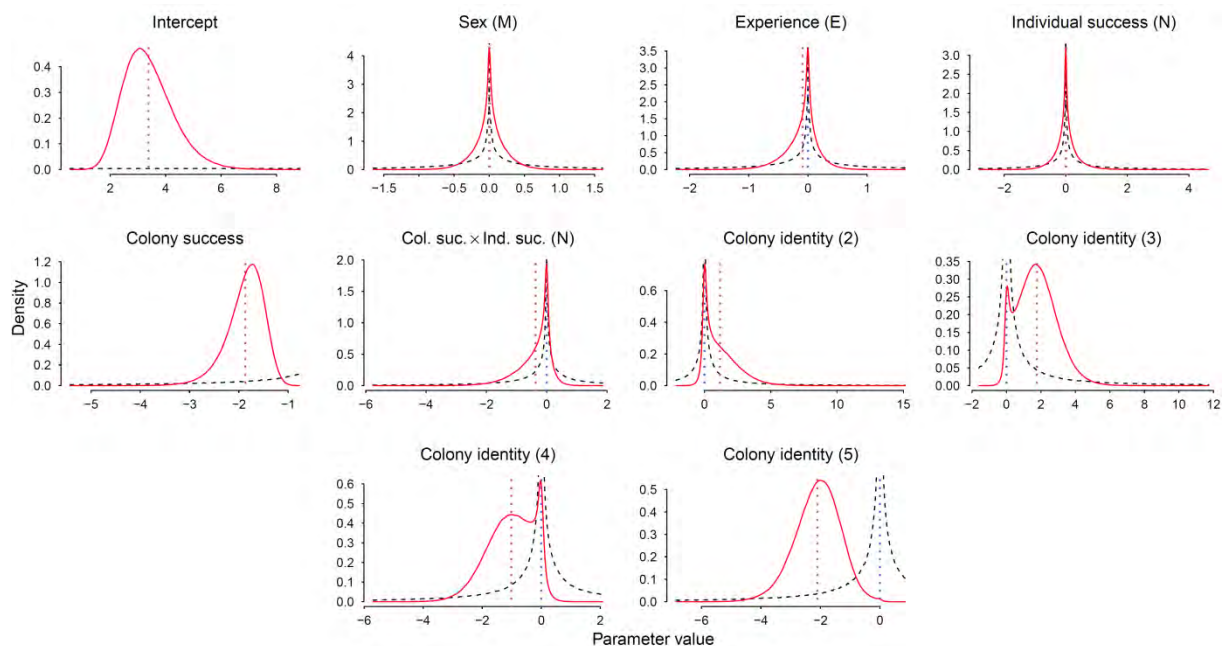 Intercept
Sex (M)
Experience (E)
Individual success (N)
0.4
0.3
0.2
0.1
0.0
2 4 6 8
4
3
2
1
0
−1.5 −0.5 0.0 0.5 1.0 1.5
3.5
3.0
2.5
2.0
1.5
1.0
0.5
0.0
−2 −1 0 1
3.0
2.5
2.0
1.5
1.0
0.5
0.0
−2 0 2 4
Colony success
Col. suc. × Ind. suc. (N)
Colony identity (2)
Colony identity (3)
Density
1.2
1.0
0.8
0.6
0.4
0.2
0.0
−5 −4 −3 −2 −1
2.0
1.5
1.0
0.5
0.0
−6 −4 −2 0 2
0.6
0.4
0.2
0.0
0 5 10 15
0.35
0.30
0.25
0.20
0.15
0.10
0.05
0.00
−2 0 2 4 6 8 10 12
Colony identity (4)
Colony identity (5)
0.6
0.5
0.4
0.3
0.2
0.1
0.0
−6 −4 −2 0 2
0.5
0.4
0.3
0.2
0.1
0.0
−6 −4 −2 0
Parameter value